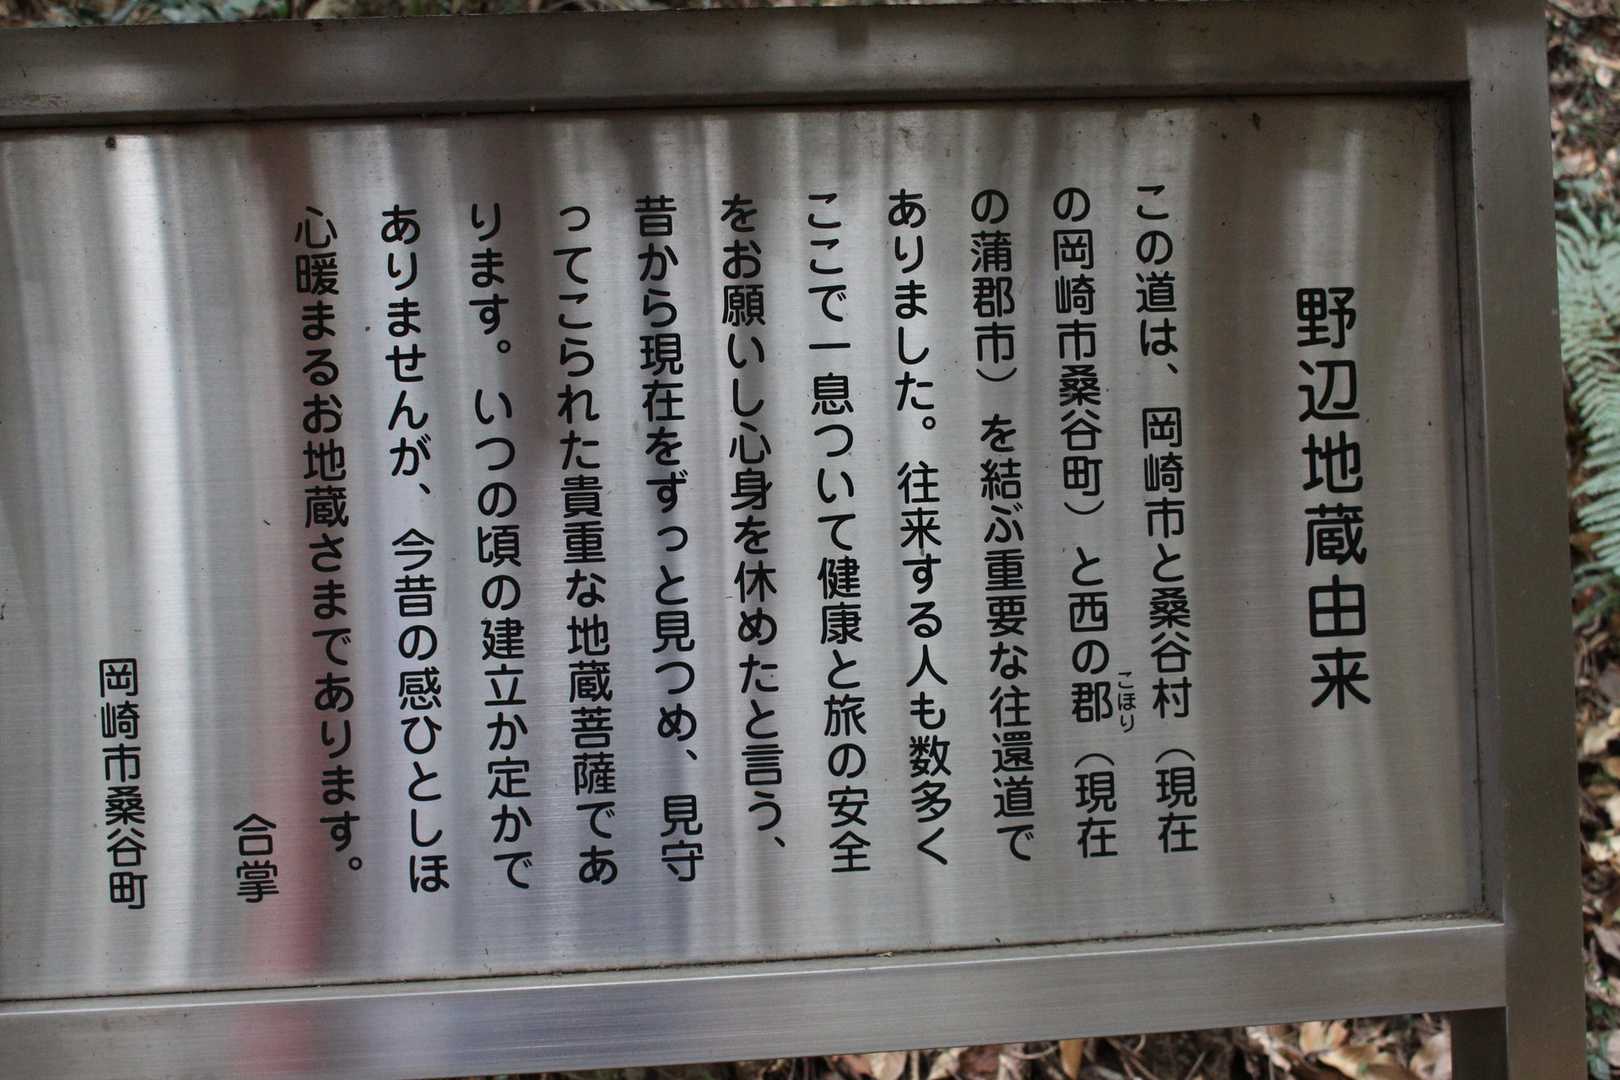 野辺地蔵由来
この道は、岡崎市と桑谷村（現在
の岡崎市桑谷町）と西の郡（現在
こほり
の蒲郡市）を結ぶ重要な往還道で
ありました。往来する人も数多く
ここで一息ついて健康と旅の安全
をお願いし心身を休めたと言う、
昔から現在をずっと見つめ、見守
ってこられた貴重な地蔵菩薩であ
ります。いつの頃の建立か定かで
ありませんが、今昔の感ひとしほ
心暖まるお地蔵さまであります。
合掌
岡崎市桑谷町